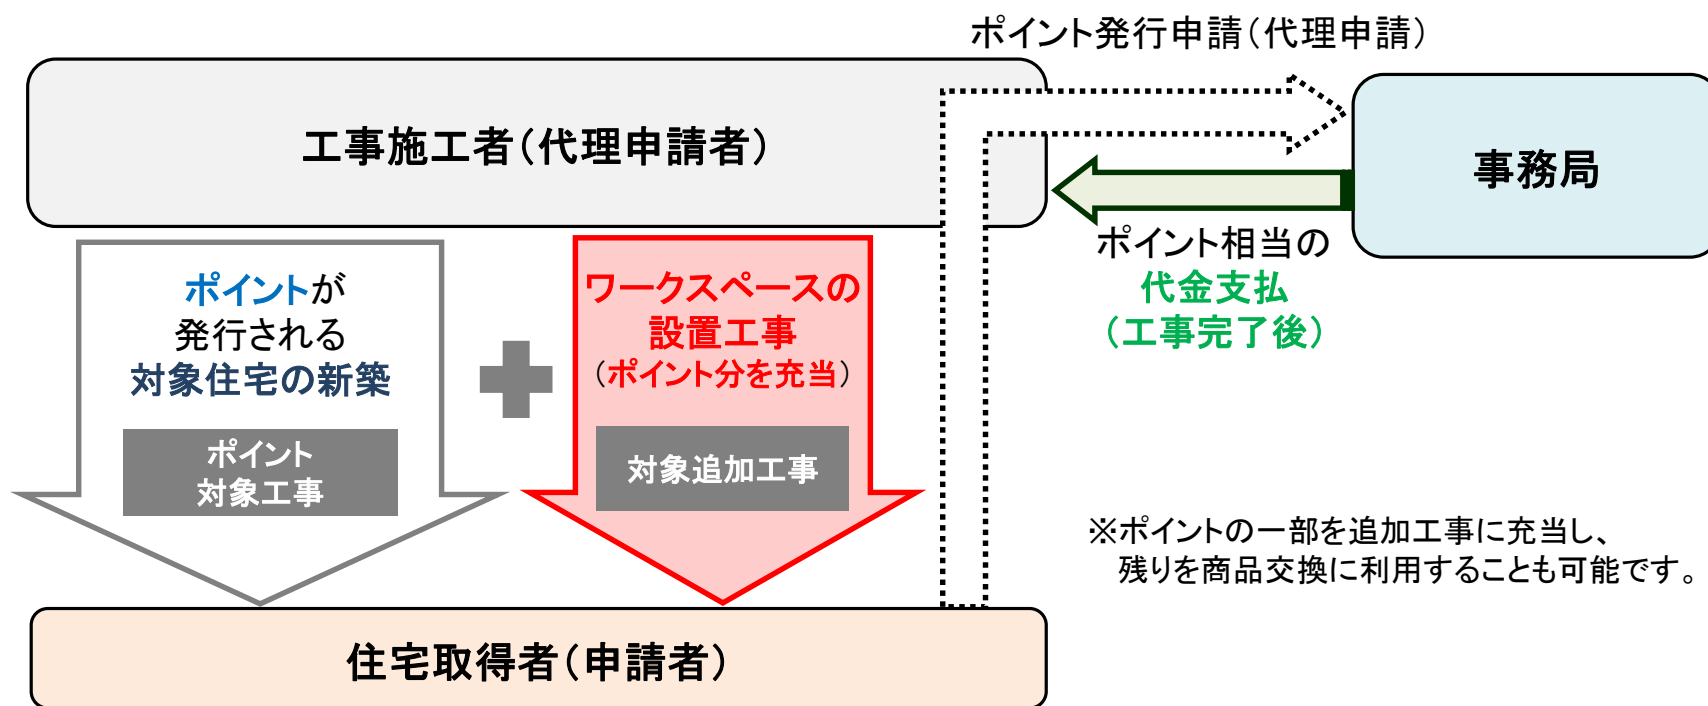 ポイント発行申請（代理申請）
工事施工者（代理申請者）
事務局
ポイント相当の
代金支払
（工事完了後）
ポイントが
発行される
対象住宅の新築
ポイント
対象工事
ワークスペースの
設置工事
（ポイント分を充当）
対象追加工事
※ポイントの一部を追加工事に充当し、
残りを商品交換に利用することも可能です。
住宅取得者（申請者）